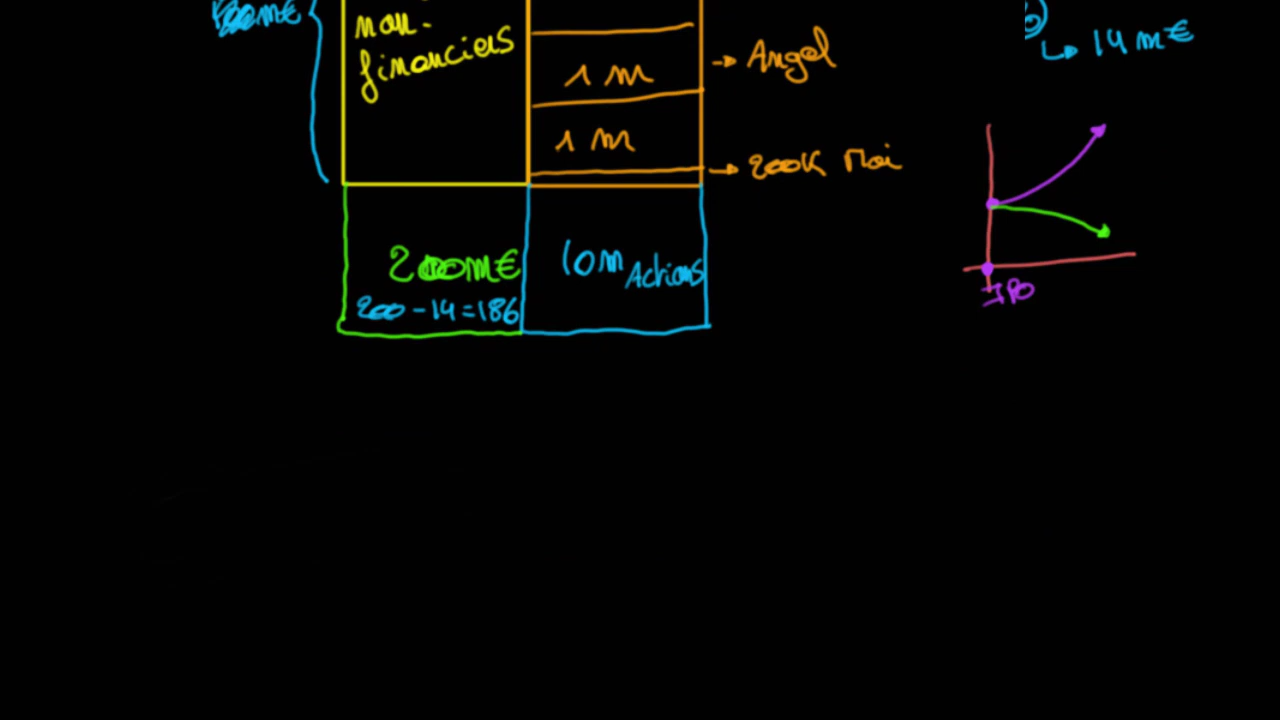 non-
financiers
1 m
→ Angel
1 m
→ 200K Moi
↳ 14 m€
200m€
10m Actions
200 - 14 = 186
IPO